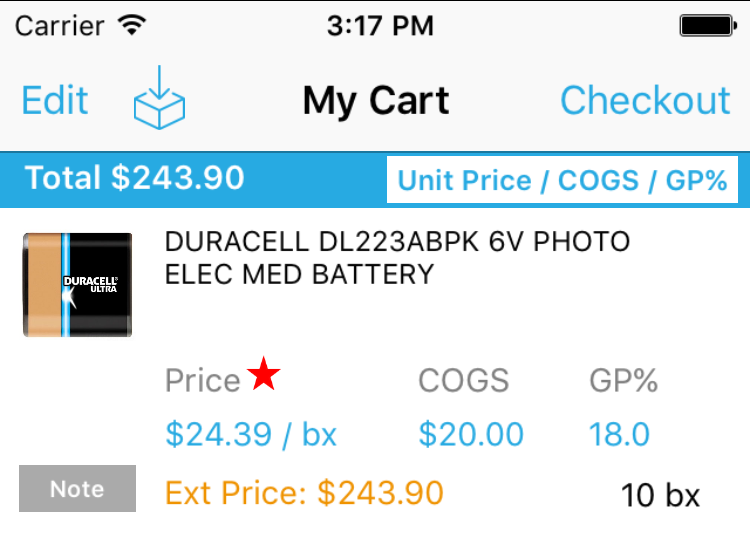 Carrier 3:17 PM
Edit My Cart Checkout
Total $243.90 Unit Price / COGS / GP%
DURACELL DL223ABPK 6V PHOTO
ELEC MED BATTERY
DURACELL
ULTRA
Price COGS GP%
$24.39 / bx $20.00 18.0
Note Ext Price: $243.90 10 bx